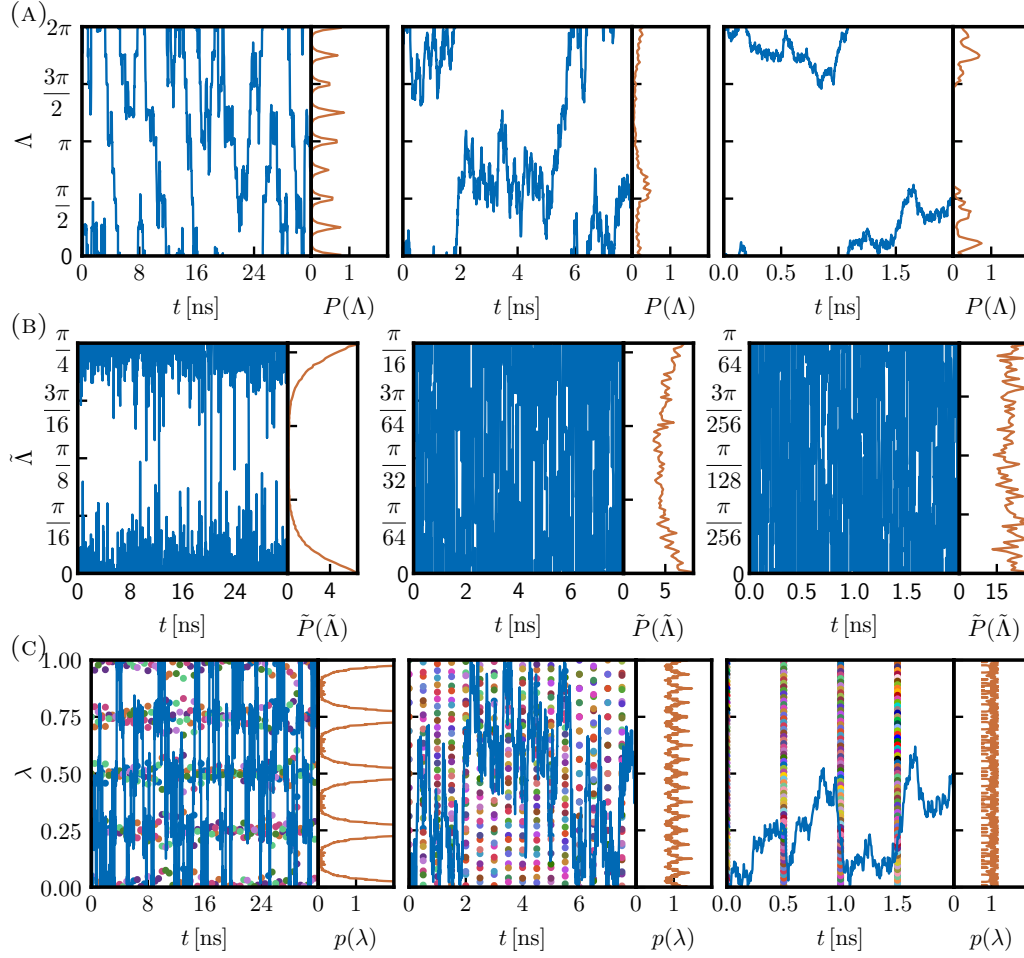 (A)
2π
3π/2
Λ
π
π/2
0
0 8 16 24 0 1 0 2 4 6 0 1 0.0 0.5 1.0 1.5 0 1
t [ns] P(Λ) t [ns] P(Λ) t [ns] P(Λ)
(B)
π/4 π/16 π/64
3π/16 3π/64 3π/256
Λ̃
π/8 π/32 π/128
π/16 π/64 π/256
0 0 0
0 8 16 24 0 4 0 2 4 6 0 5 0.0 0.5 1.0 1.5 0 15
t [ns] P̃(Λ̃) t [ns] P̃(Λ̃) t [ns] P̃(Λ̃)
(C)
1.00
0.75
λ
0.50
0.25
0.00
0 8 16 24 0 1 0 2 4 6 0 1 0.0 0.5 1.0 1.5 0 1
t [ns] p(λ) t [ns] p(λ) t [ns] p(λ)